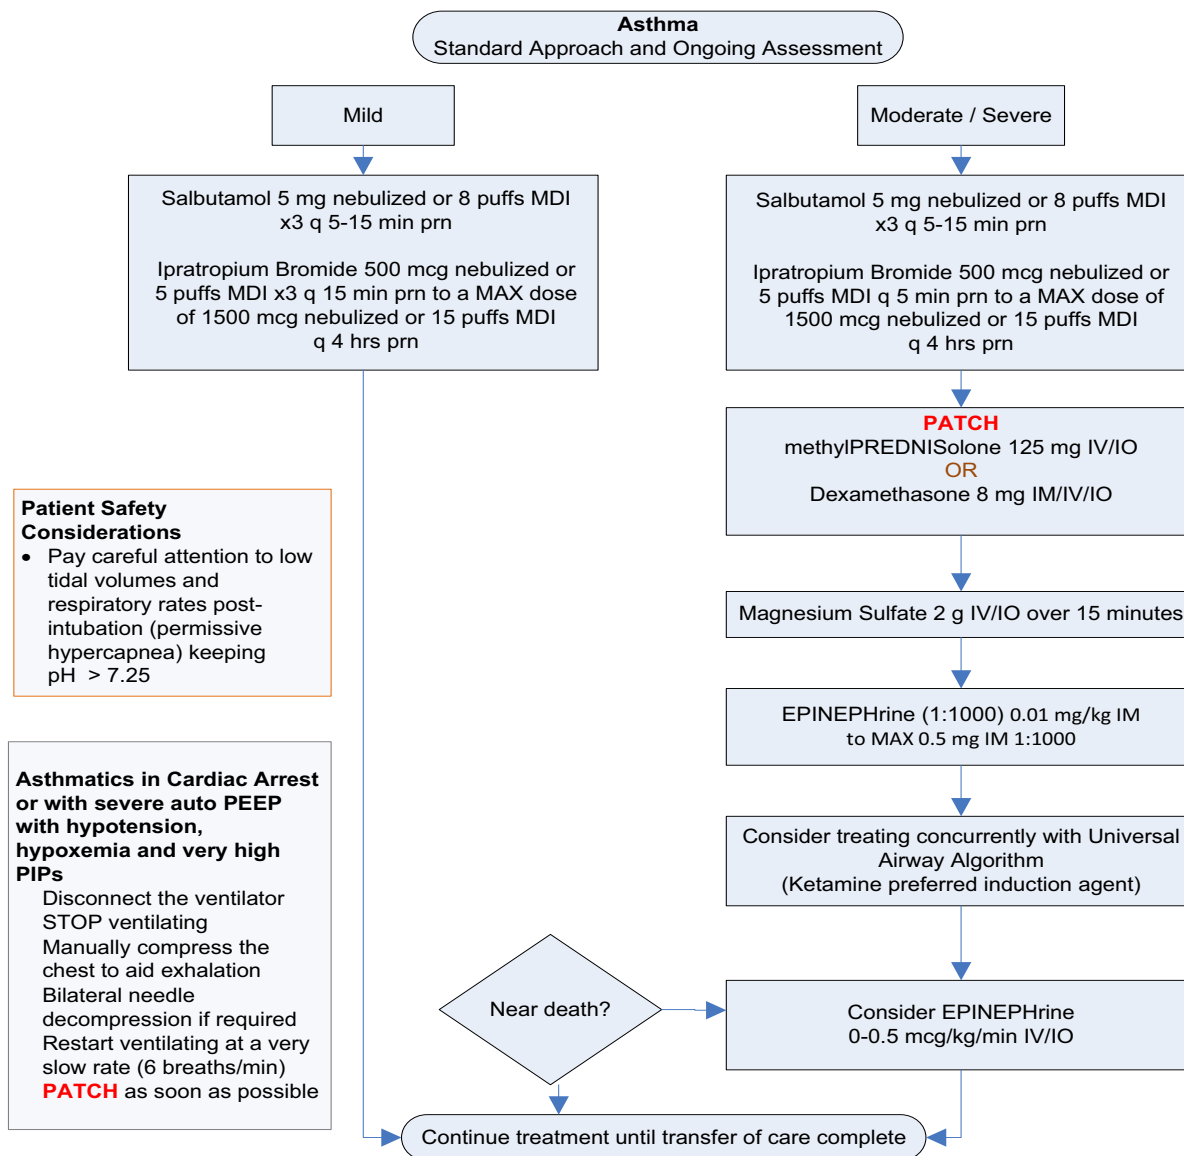 Asthma
Standard Approach and Ongoing Assessment
Mild
Moderate / Severe
Salbutamol 5 mg nebulized or 8 puffs MDI
x3 q 5-15 min prn
Ipratropium Bromide 500 mcg nebulized or
5 puffs MDI x3 q 15 min prn to a MAX dose
of 1500 mcg nebulized or 15 puffs MDI
q 4 hrs prn
Salbutamol 5 mg nebulized or 8 puffs MDI
x3 q 5-15 min prn
Ipratropium Bromide 500 mcg nebulized or
5 puffs MDI q 5 min prn to a MAX dose of
1500 mcg nebulized or 15 puffs MDI
q 4 hrs prn
PATCH
methylPREDNISolone 125 mg IV/IO
OR
Dexamethasone 8 mg IM/IV/IO
Magnesium Sulfate 2 g IV/IO over 15 minutes
EPINEPHrine (1:1000) 0.01 mg/kg IM
to MAX 0.5 mg IM 1:1000
Consider treating concurrently with Universal
Airway Algorithm
(Ketamine preferred induction agent)
Near death?
Consider EPINEPHrine
0-0.5 mcg/kg/min IV/IO
Continue treatment until transfer of care complete
Patient Safety
Considerations
• Pay careful attention to low
tidal volumes and
respiratory rates post-
intubation (permissive
hypercapnea) keeping
pH > 7.25
Asthmatics in Cardiac Arrest
or with severe auto PEEP
with hypotension,
hypoxemia and very high
PIPs
Disconnect the ventilator
STOP ventilating
Manually compress the
chest to aid exhalation
Bilateral needle
decompression if required
Restart ventilating at a very
slow rate (6 breaths/min)
PATCH as soon as possible